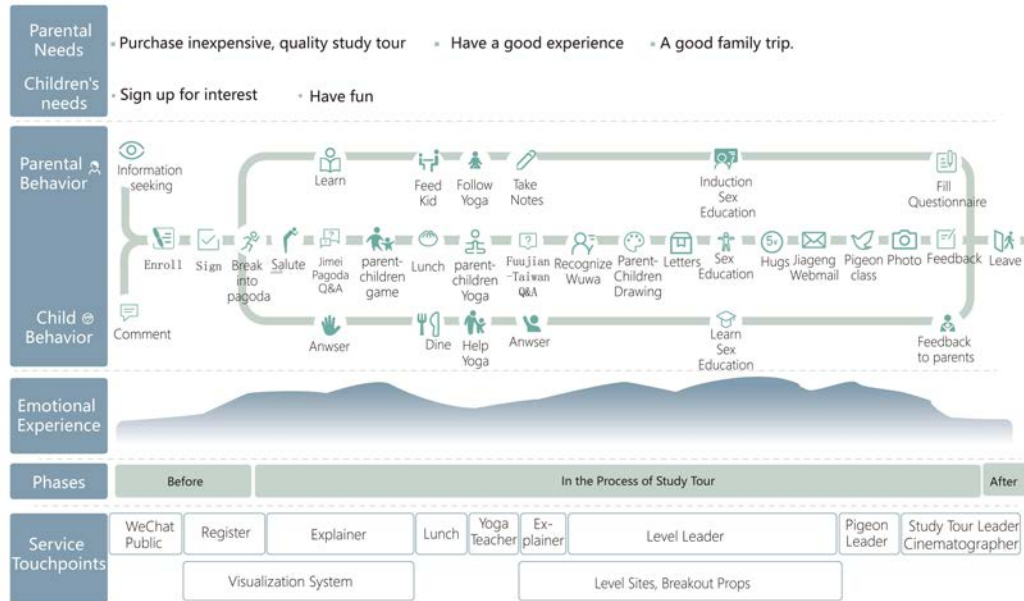 Parental
Needs
Purchase inexpensive, quality study tour
Have a good experience
A good family trip.
Children's
needs
Sign up for interest
Have fun
Parental
Behavior
Information
seeking
Learn
Feed
Kid
Follow
Yoga
Take
Notes
Induction
Sex
Education
Fill
Questionnaire
Enroll
Sign
Break
into
pagoda
Salute
Jimei
Pagoda
Q&A
parent-
children
game
Lunch
parent-
children
Yoga
Fuujian
-Taiwan
Q&A
Recognize
Wuwa
Parent-
Children
Drawing
Letters
Sex
Education
5x
Hugs
Jiageng
Webmail
Pigeon
class
Photo
Feedback
Leave
Child
Behavior
Comment
Anwser
Dine
Help
Yoga
Anwser
Learn
Sex
Education
Feedback
to parents
Emotional
Experience
Phases
Before
In the Process of Study Tour
After
Service
Touchpoints
WeChat
Public
Register
Explainer
Lunch
Yoga
Teacher
Ex-
plainer
Level Leader
Pigeon
Leader
Study Tour Leader
Cinematographer
Visualization System
Level Sites, Breakout Props